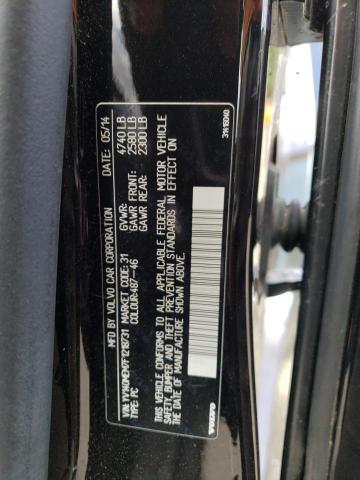 MFD BY VOLVO CAR CORPORATION DATE: 05/14
GVWR: 4740 LB
GAWR FRONT: 2580 LB
GAWR REAR: 2300 LB
MARKET CODE: 31
TYPE: PC COLOUR: 487-46
THIS VEHICLE CONFORMS TO ALL APPLICABLE FEDERAL MOTOR VEHICLE
SAFETY, BUMPER AND THEFT PREVENTION STANDARDS IN EFFECT ON
THE DATE OF MANUFACTURE SHOWN ABOVE.
VOLVO